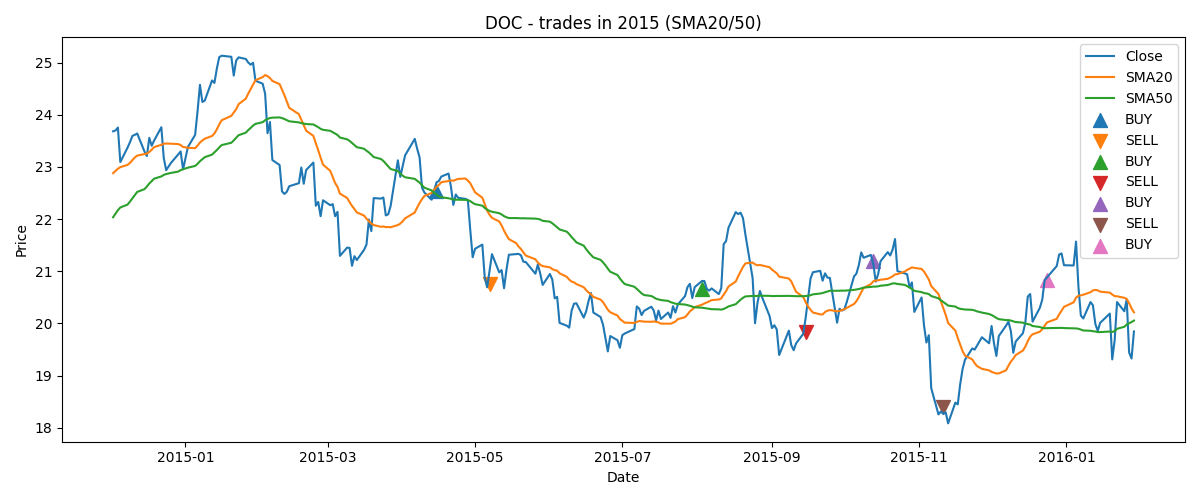 DOC - trades in 2015 (SMA20/50)
Price
25
24
23
22
21
20
19
18
2015-01
2015-03
2015-05
2015-07
2015-09
2015-11
2016-01
Date
Close
SMA20
SMA50
BUY
SELL
BUY
SELL
BUY
SELL
BUY